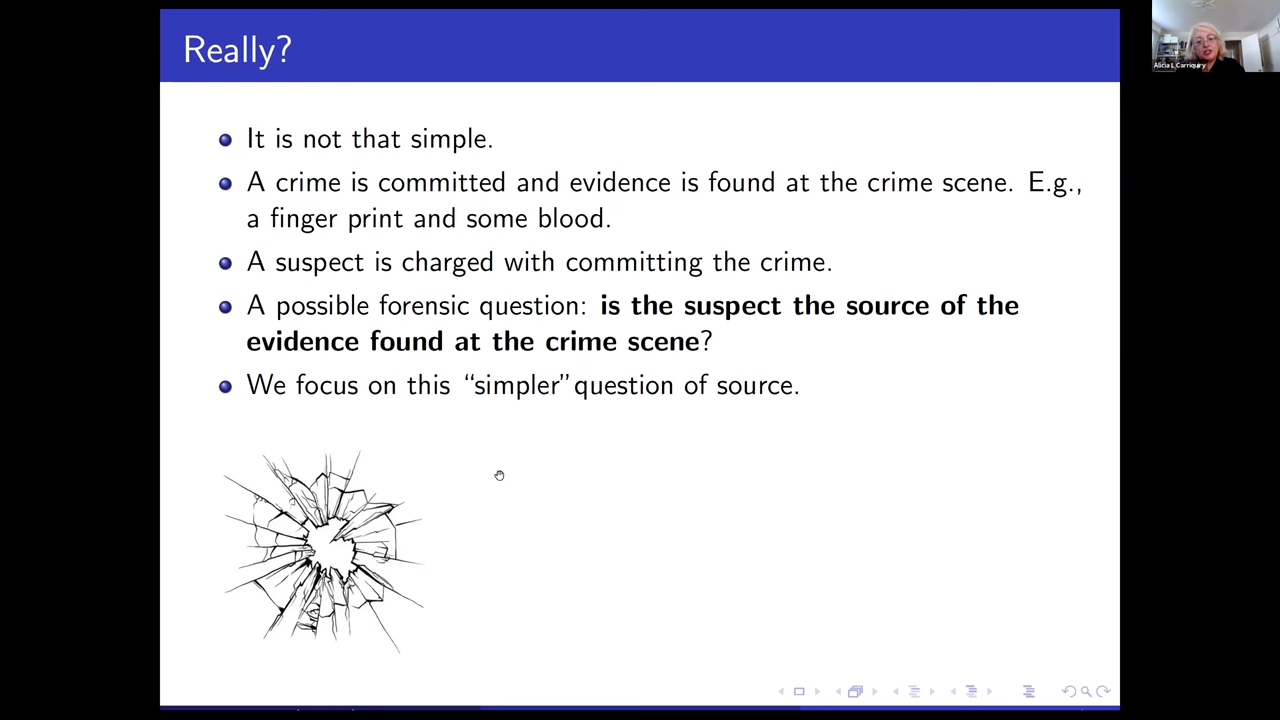 Really?
It is not that simple.
A crime is committed and evidence is found at the crime scene. E.g.,
a finger print and some blood.
A suspect is charged with committing the crime.
A possible forensic question: is the suspect the source of the
evidence found at the crime scene?
We focus on this “simpler” question of source.
Alicia L Carriquiry